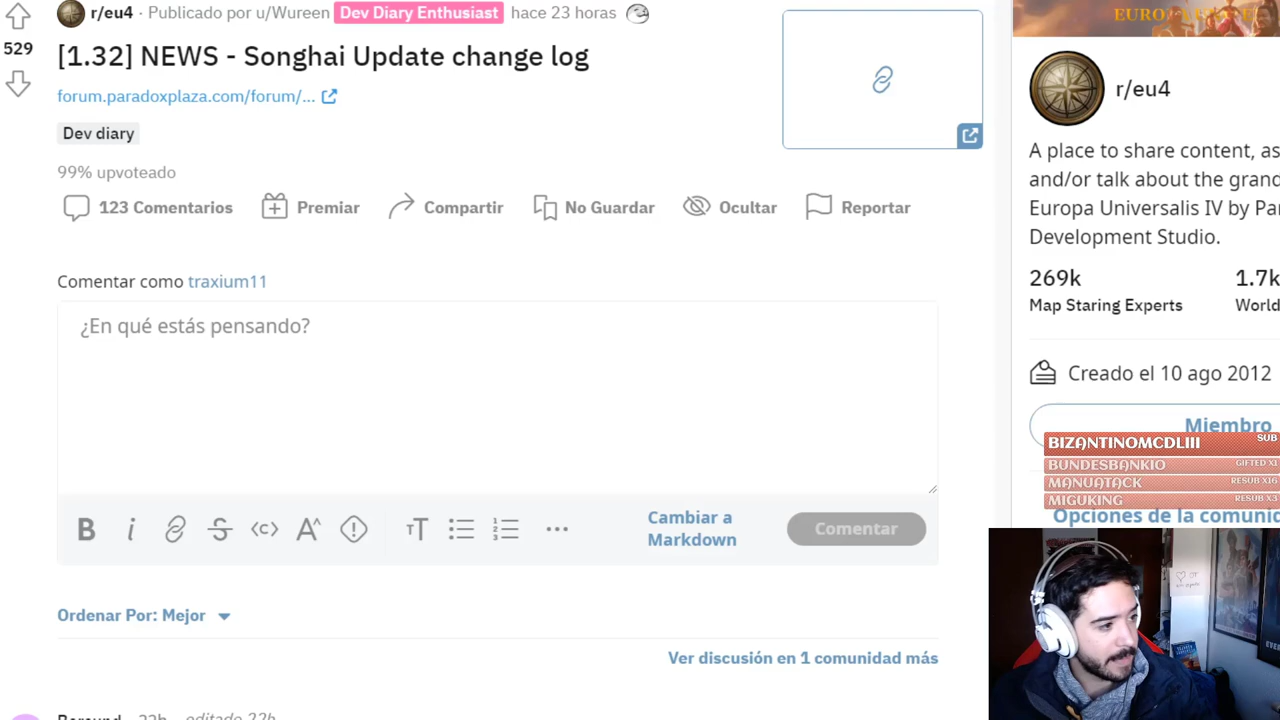 r/eu4 · Publicado por u/Wureen Dev Diary Enthusiast hace 23 horas
529
[1.32] NEWS - Songhai Update change log
forum.paradoxplaza.com/forum/...
Dev diary
99% upvoteado
123 Comentarios Premiar Compartir No Guardar Ocultar Reportar
Comentar como traxium11
¿En qué estás pensando?
Cambiar a
Markdown
Comentar
Ordenar Por: Mejor
Ver discusión en 1 comunidad más
22h · editado 22h
r/eu4
A place to share content, as
and/or talk about the grand
Europa Universalis IV by Par
Development Studio.
269k 1.7k
Map Staring Experts World
Creado el 10 ago 2012
Miembro
BIZANTINOMCDLIII SUB
BUNDESBANKIO GIFTED X1
MANUATACK RESUB X16
MIGUKING RESUB X3
Opciones de la comunid